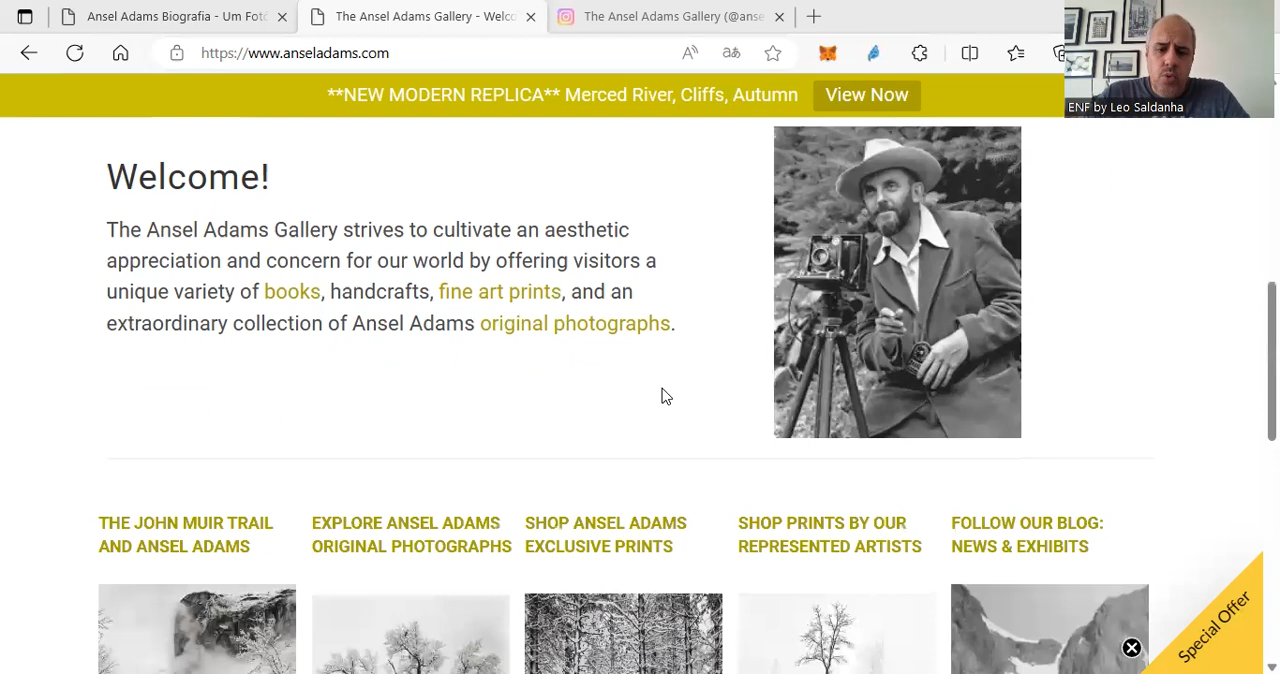 Ansel Adams Biografia - Um Fotó
The Ansel Adams Gallery - Welco
The Ansel Adams Gallery (@anse
https://www.anseladams.com
**NEW MODERN REPLICA** Merced River, Cliffs, Autumn
View Now
ENF by Leo Saldanha
Welcome!
The Ansel Adams Gallery strives to cultivate an aesthetic
appreciation and concern for our world by offering visitors a
unique variety of books, handcrafts, fine art prints, and an
extraordinary collection of Ansel Adams original photographs.
THE JOHN MUIR TRAIL
AND ANSEL ADAMS
EXPLORE ANSEL ADAMS
ORIGINAL PHOTOGRAPHS
SHOP ANSEL ADAMS
EXCLUSIVE PRINTS
SHOP PRINTS BY OUR
REPRESENTED ARTISTS
FOLLOW OUR BLOG:
NEWS & EXHIBITS
Special Offer